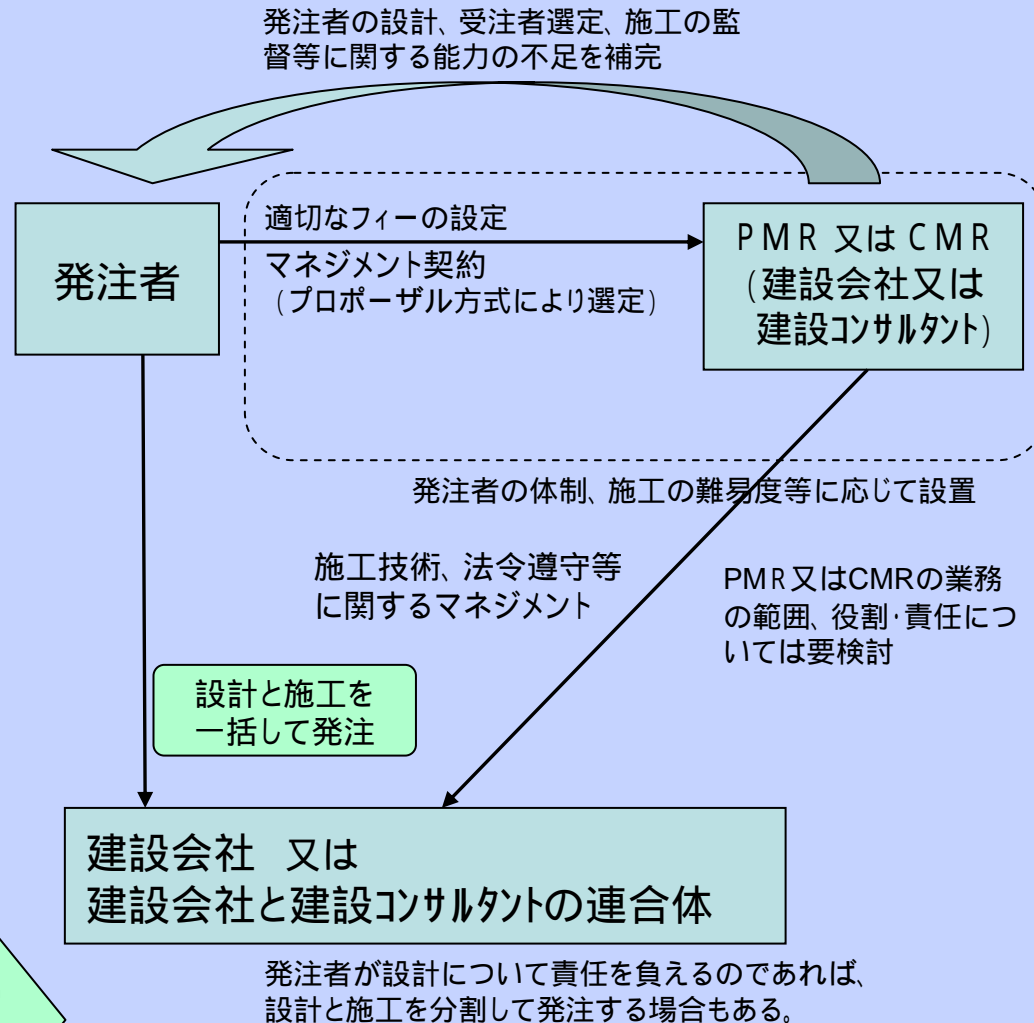 発注者の設計、受注者選定、施工の監
督等に関する能力の不足を補完
発注者
適切なフィーの設定
マネジメント契約
(プロポーザル方式により選定)
PMR 又は CMR
(建設会社又は
建設コンサルタント)
発注者の体制、施工の難易度等に応じて設置
施工技術、法令遵守等
に関するマネジメント
PMR又はCMRの業務
の範囲、役割・責任につ
いては要検討
設計と施工を
一括して発注
建設会社 又は
建設会社と建設コンサルタントの連合体
発注者が設計について責任を負えるのであれば、
設計と施工を分割して発注する場合もある。